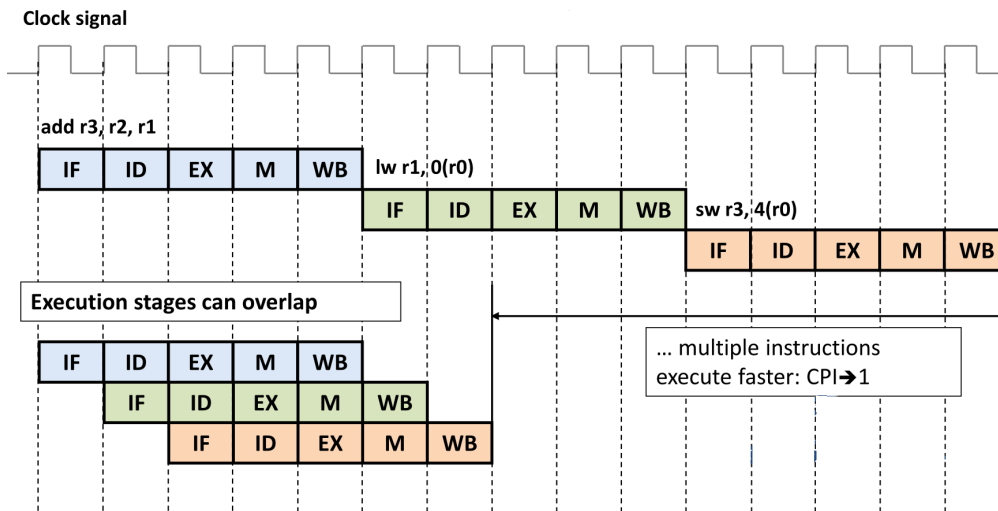 Clock signal
add r3, r2, r1
IF ID EX M WB
lw r1, 0(r0)
IF ID EX M WB
sw r3, 4(r0)
IF ID EX M WB
Execution stages can overlap
... multiple instructions
execute faster: CPI➔1
IF ID EX M WB
IF ID EX M WB
IF ID EX M WB